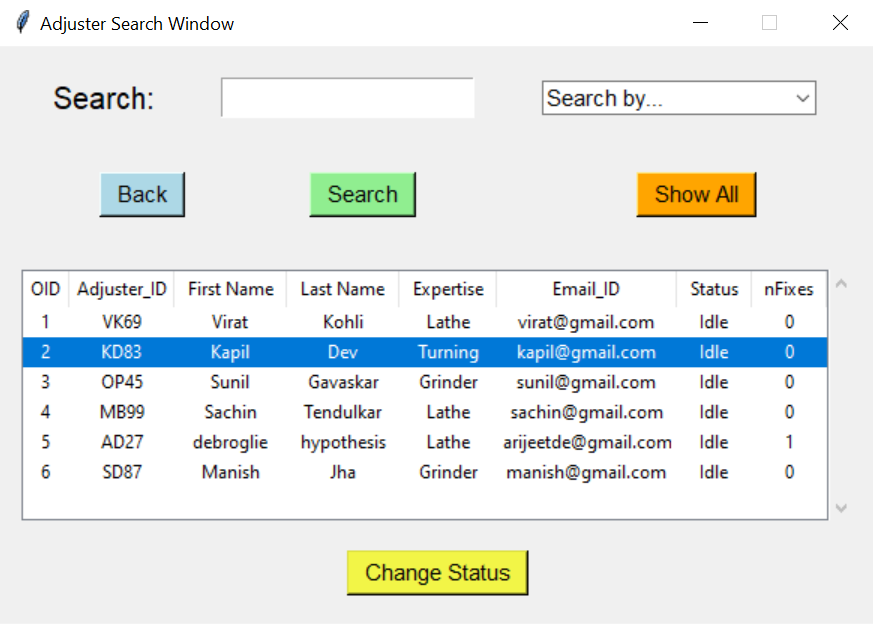 Adjuster Search Window
Search: Search by...
Back Search Show All
OID Adjuster_ID First Name Last Name Expertise Email_ID Status nFixes
1 VK69 Virat Kohli Lathe virat@gmail.com Idle 0
2 KD83 Kapil Dev Turning kapil@gmail.com Idle 0
3 OP45 Sunil Gavaskar Grinder sunil@gmail.com Idle 0
4 MB99 Sachin Tendulkar Lathe sachin@gmail.com Idle 0
5 AD27 debroglie hypothesis Lathe arijeetde@gmail.com Idle 1
6 SD87 Manish Jha Grinder manish@gmail.com Idle 0
Change Status